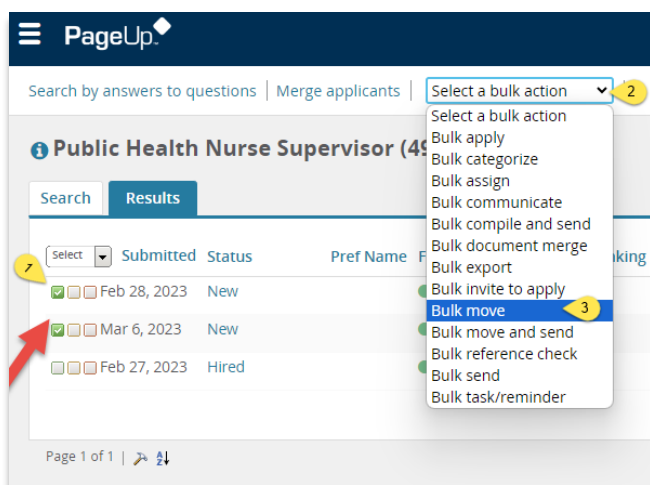 PageUp
Search by answers to questions | Merge applicants | Select a bulk action 2
Select a bulk action
Public Health Nurse Supervisor (49
Bulk apply
Bulk categorize
Bulk assign
Bulk communicate
Bulk compile and send
Bulk document merge
Bulk export
Bulk invite to apply
Bulk move 3
Bulk move and send
Bulk reference check
Bulk send
Bulk task/reminder
Search Results
Select Submitted Status Pref Name F king
1
Feb 28, 2023 New
Mar 6, 2023 New
Feb 27, 2023 Hired
Page 1 of 1 | A Z